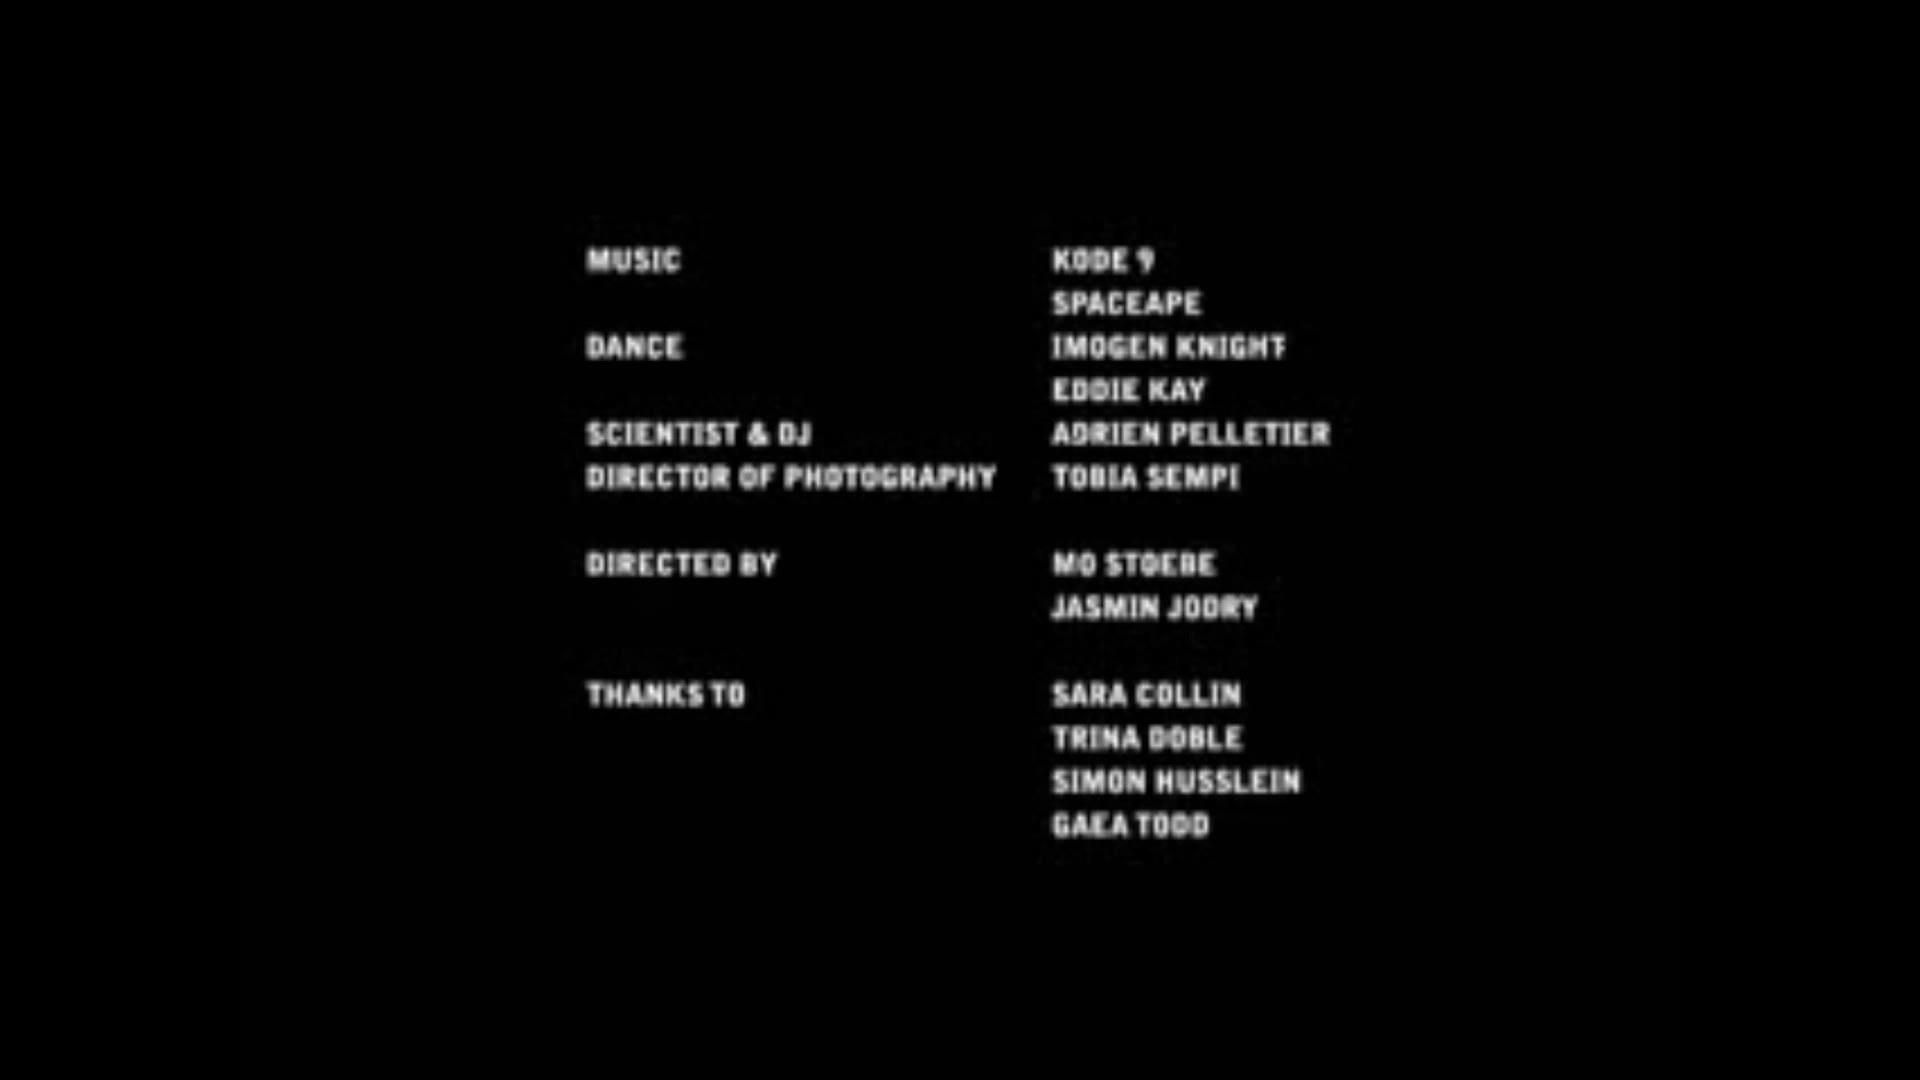 MUSIC KODE 9
SPACEAPE
DANCE IMOGEN KNIGHT
EDDIE KAY
SCIENTIST & DJ ADRIEN PELLETIER
DIRECTOR OF PHOTOGRAPHY TOBIA SEMPI
DIRECTED BY MO STOEBE
JASMIN JODRY
THANKS TO SARA COLLIN
TRINA DOBLE
SIMON HUSSLEIN
GAEA TODD